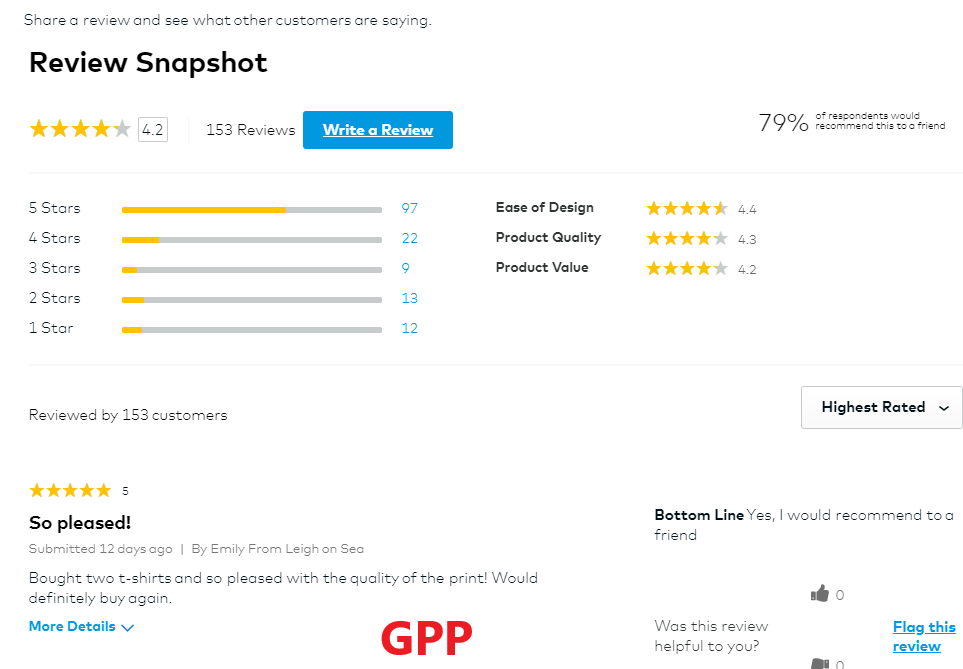 Share a review and see what other customers are saying.
Review Snapshot
4.2
153 Reviews
Write a Review
79%
of respondents would
recommend this to a friend
5 Stars
97
4 Stars
22
3 Stars
9
2 Stars
13
1 Star
12
Ease of Design
4.4
Product Quality
4.3
Product Value
4.2
Reviewed by 153 customers
Highest Rated
5
So pleased!
Submitted 12 days ago | By Emily From Leigh on Sea
Bought two t-shirts and so pleased with the quality of the print! Would
definitely buy again.
More Details
Bottom Line Yes, I would recommend to a
friend
0
Was this review
helpful to you?
Flag this
review
0
GPP